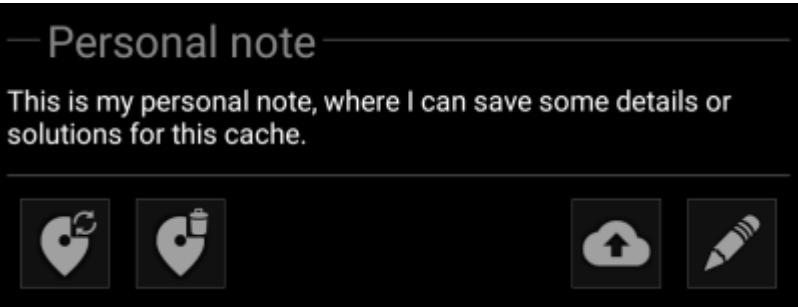 Personal note
This is my personal note, where I can save some details or
solutions for this cache.